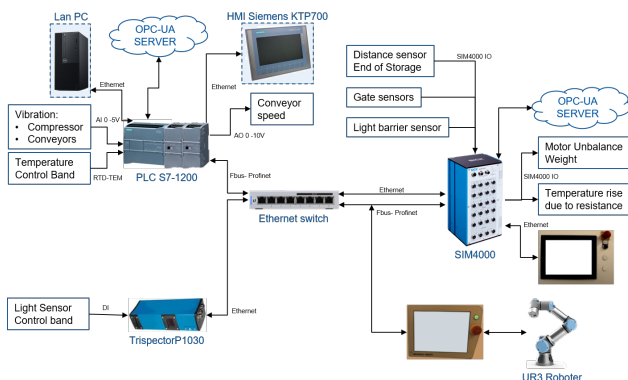 Lan PC
OPC-UA
SERVER
HMI Siemens KTP700
Ethernet
Ethernet
Vibration:
• Compressor
• Conveyors
AI 0 -5V
Temperature
Control Band
RTD-TEM
PLC S7-1200
Conveyor
speed
AO 0 -10V
Distance sensor
End of Storage
SIM4000 IO
Gate sensors
Light barrier sensor
OPC-UA
SERVER
Motor Unbalance
Weight
SIM4000 IO
Temperature rise
due to resistance
Ethernet
SIM4000
Fbus- Profinet
Ethernet switch
Ethernet
Fbus- Profinet
Light Sensor
Control band
DI
TrispectorP1030
Ethernet
UR3 Roboter